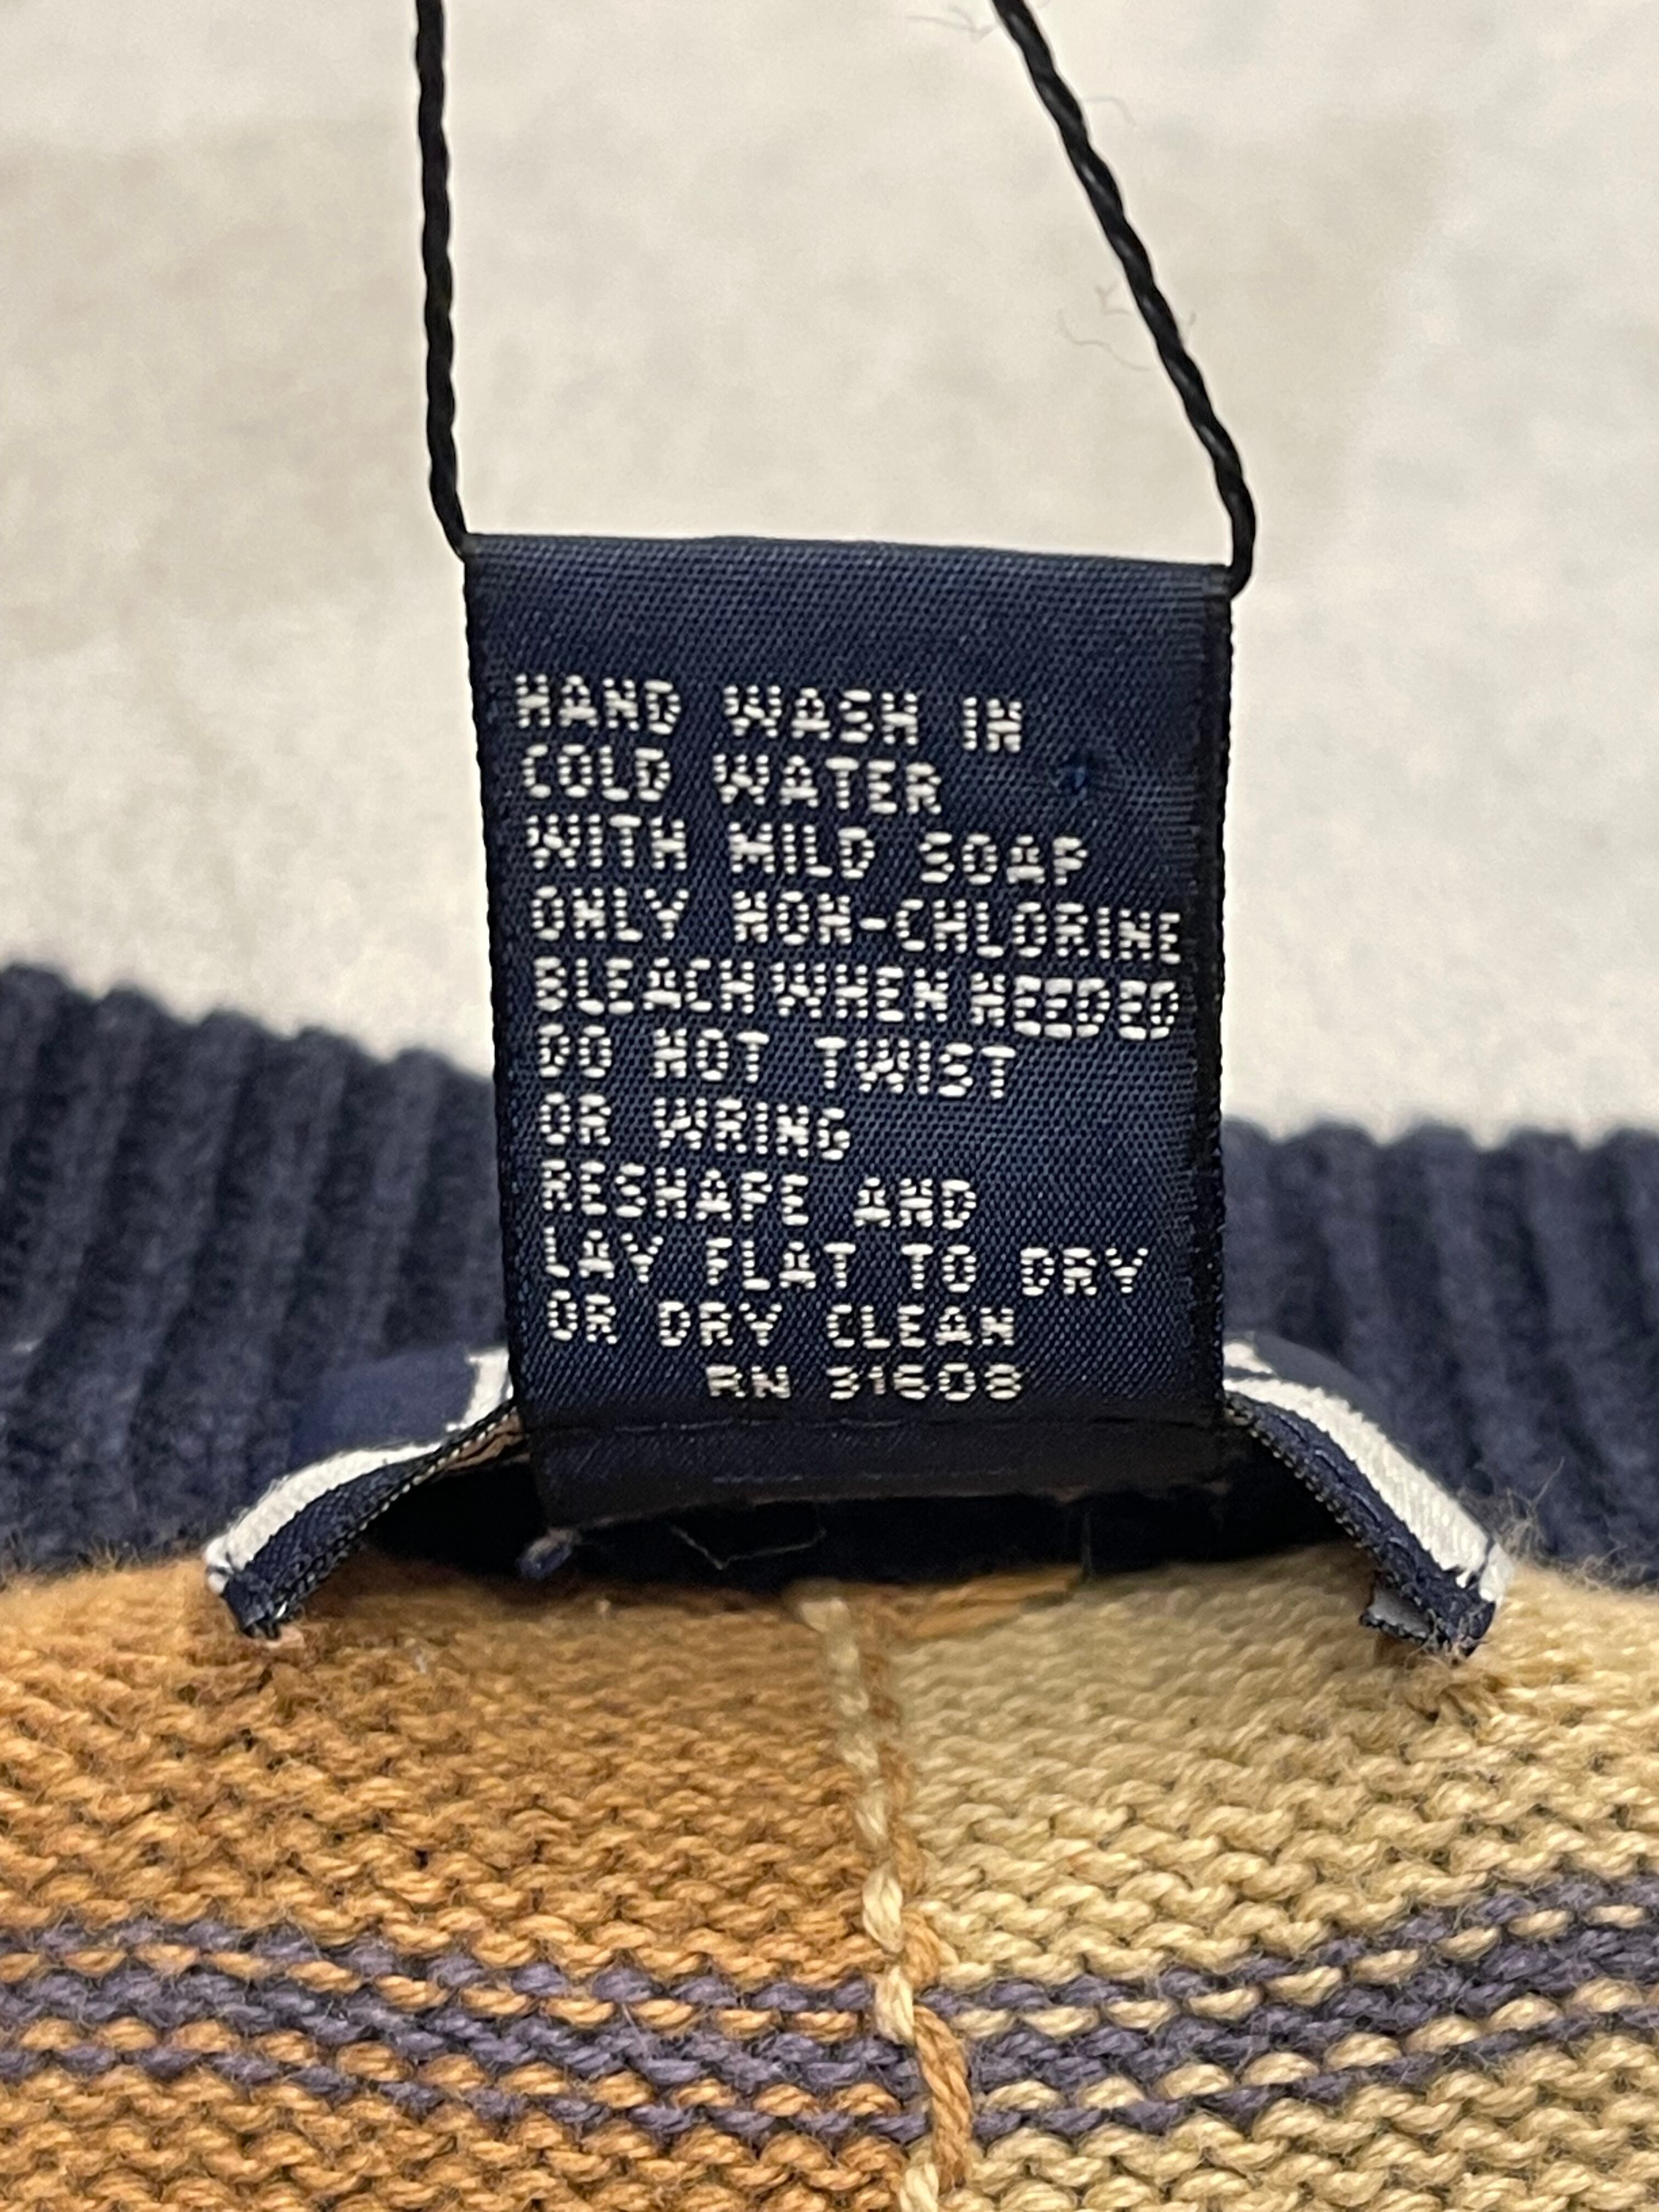 HAND WASH IN
COLD WATER
WITH MILD SOAP
ONLY NON-CHLORINE
BLEACH WHEN NEEDED
DO NOT TWIST
OR WRING
RESHAPE AND
LAY FLAT TO DRY
OR DRY CLEAN
RN 31608